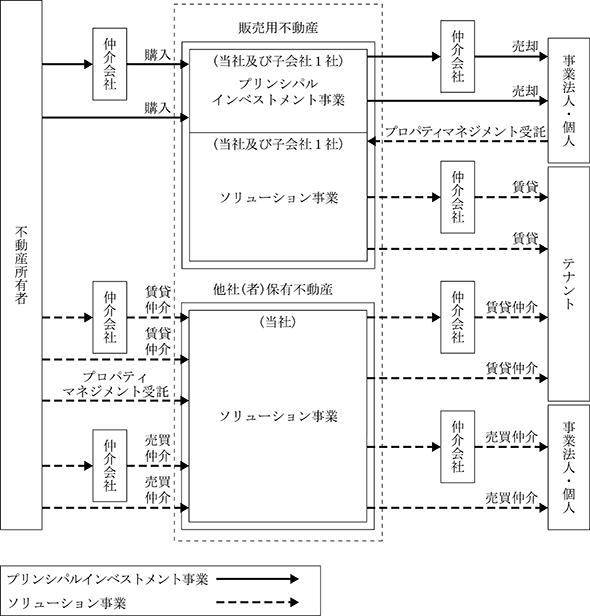 販売用不動産
不動産所有者
仲介会社
購入
購入
(当社及び子会社1社)
プリンシパル
インベストメント事業
(当社及び子会社1社)
ソリューション事業
仲介会社
売却
売却
プロパティマネジメント受託
事業法人・個人
仲介会社
賃貸
賃貸
テナント
他社(者)保有不動産
(当社)
ソリューション事業
仲介会社
賃貸
仲介
賃貸
仲介
プロパティ
マネジメント受託
仲介会社
売買
仲介
売買
仲介
仲介会社
賃貸仲介
賃貸仲介
仲介会社
売買仲介
売買仲介
事業法人・個人
プリンシパルインベストメント事業
ソリューション事業